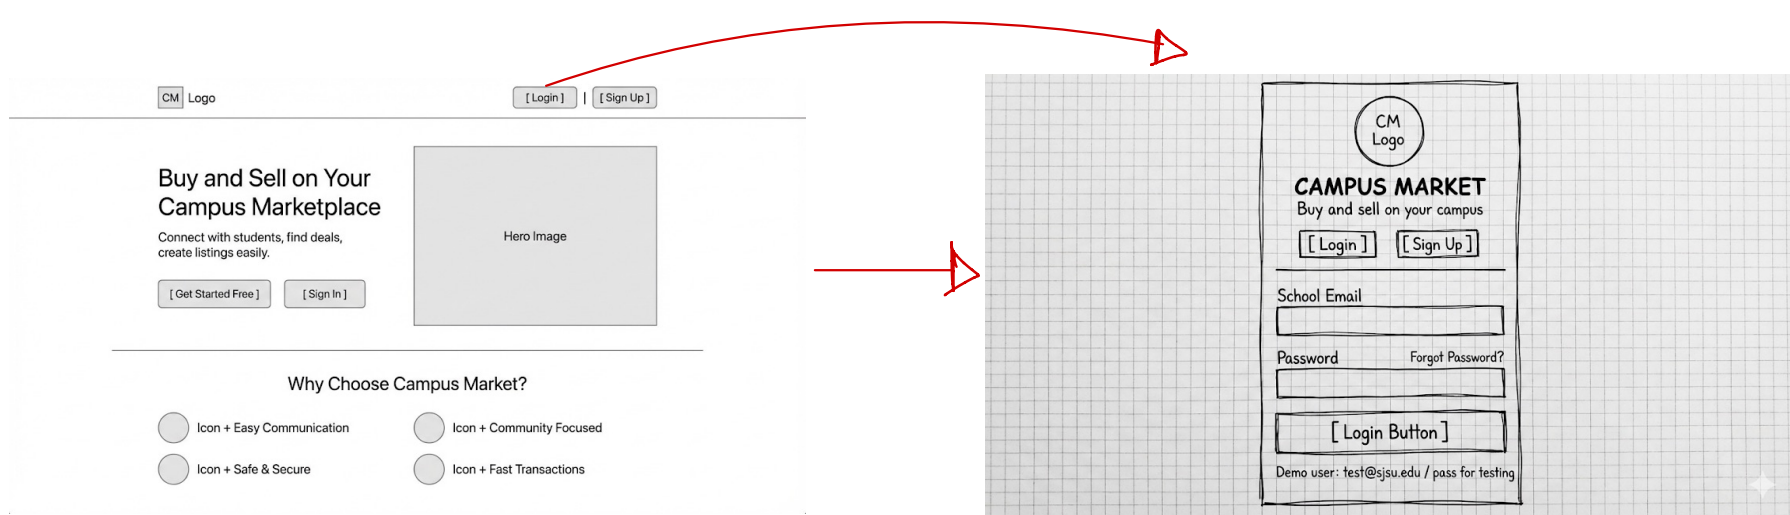 CM Logo
[ Login ] | [ Sign Up ]
Buy and Sell on Your
Campus Marketplace
Connect with students, find deals,
create listings easily.
[ Get Started Free ] [ Sign In ]
Hero Image
Why Choose Campus Market?
Icon + Easy Communication
Icon + Community Focused
Icon + Safe & Secure
Icon + Fast Transactions
CM
Logo
CAMPUS MARKET
Buy and sell on your campus
[ Login ] [ Sign Up ]
School Email
Password Forgot Password?
[ Login Button ]
Demo user: test@sjsu.edu / pass for testing